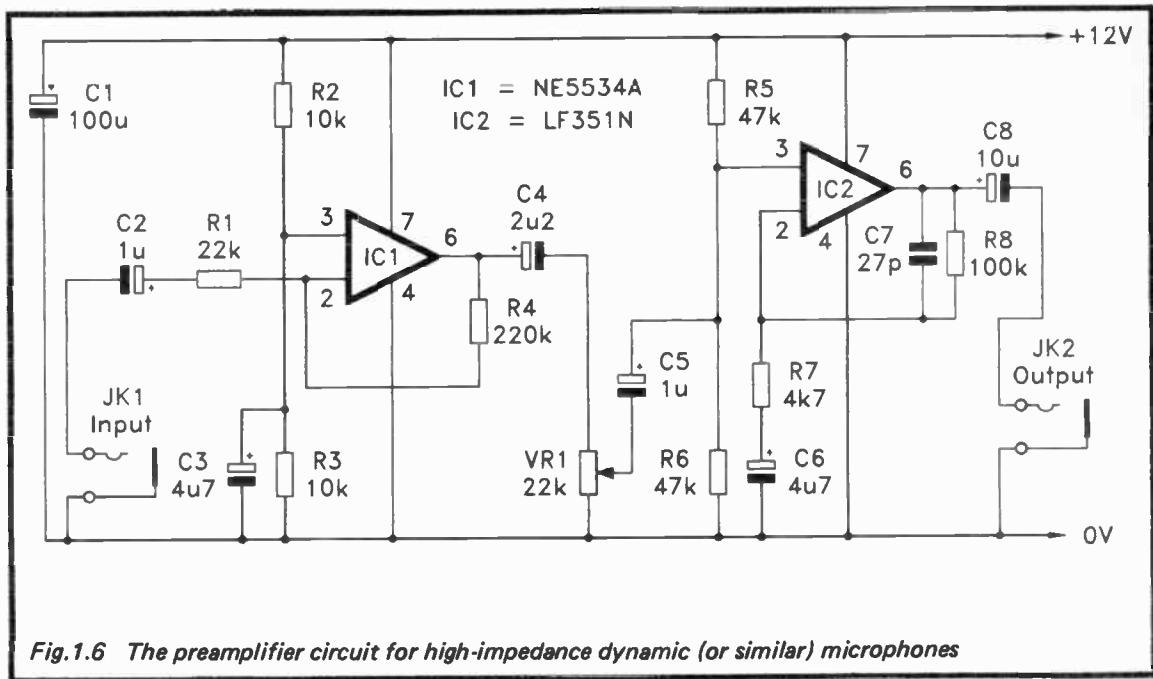 +12V
C1
100u
R2
10k
IC1 = NE5534A
IC2 = LF351N
R5
47k
C8
10u
3
7
6
IC2
2
4
C7
27p
R8
100k
C2
1u
R1
22k
C4
2u2
3
7
6
IC1
2
4
R4
220k
C5
1u
R7
4k7
JK2
Output
JK1
Input
C3
4u7
R3
10k
VR1
22k
R6
47k
C6
4u7
0V
+
+
+
+
+
+
+
Fig.1.6 The preamplifier circuit for high-impedance dynamic (or similar) microphones